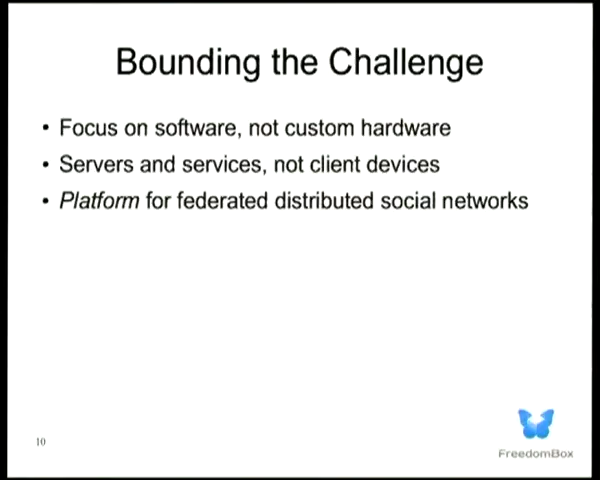 Bounding the Challenge
• Focus on software, not custom hardware
• Servers and services, not client devices
• Platform for federated distributed social networks
10
FreedomBox